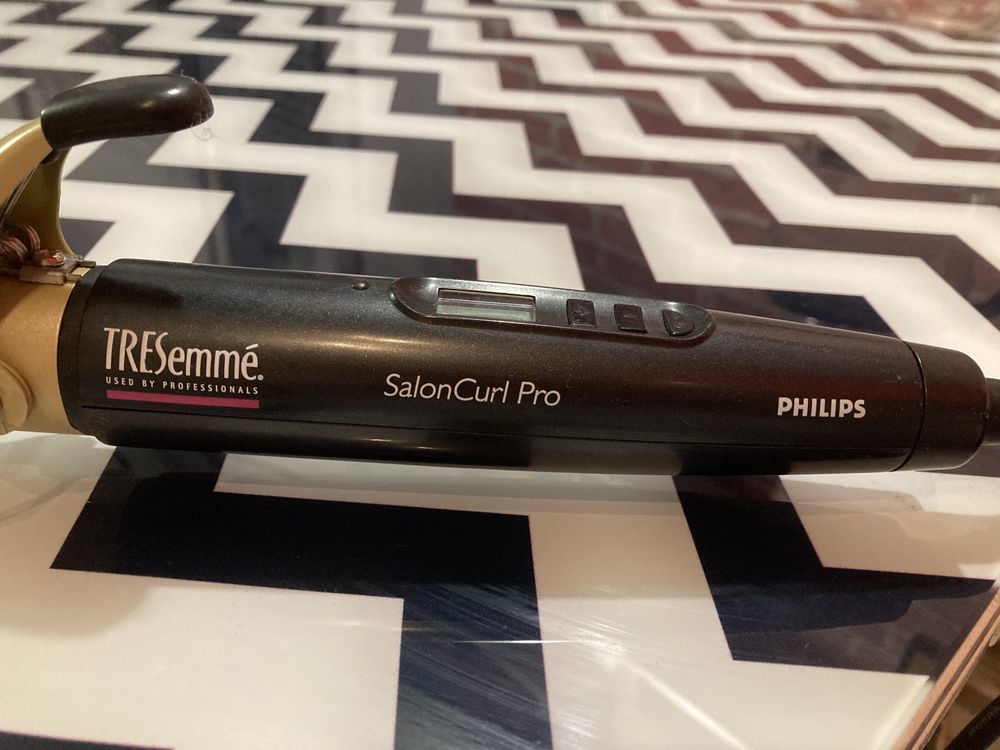 TRESemmé.
USED BY PROFESSIONALS
SalonCurl Pro
PHILIPS